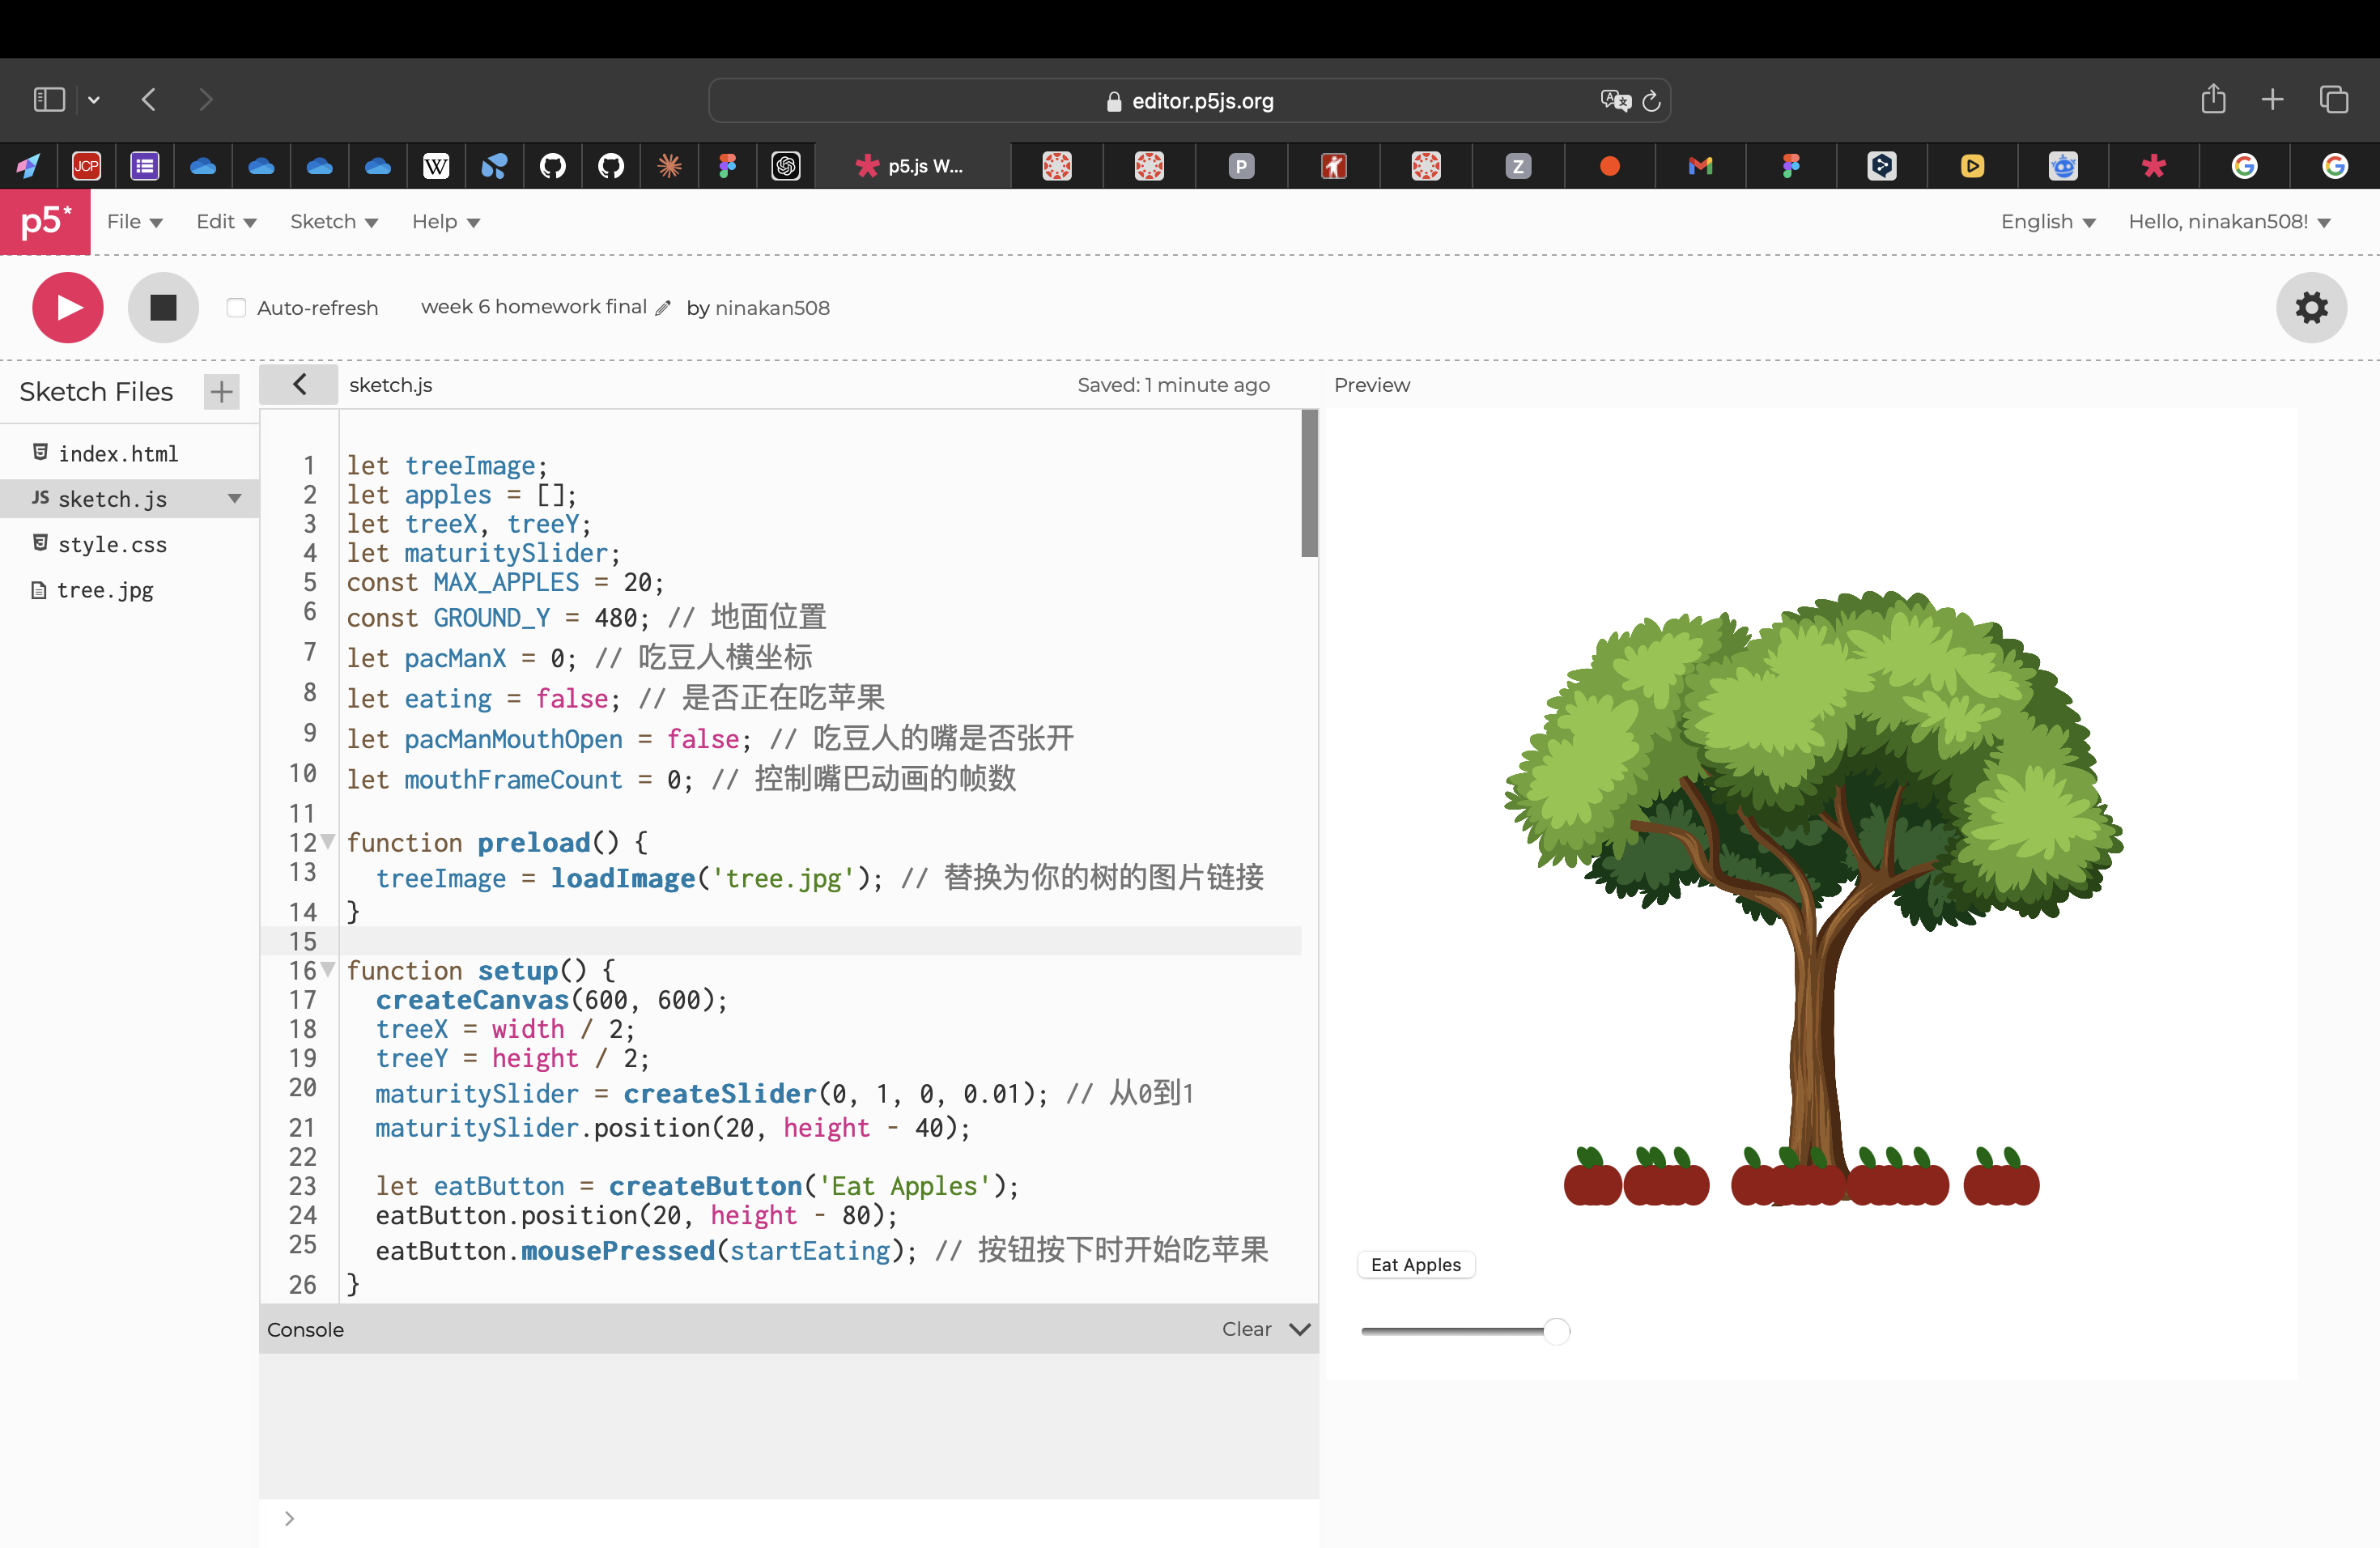 editor.p5js.org
JCP
W
p5.js W...
P
Z
p5*
File
Edit
Sketch
Help
English
Hello, ninakan508!
Auto-refresh
week 6 homework final
by ninakan508
Sketch Files
+
sketch.js
Saved: 1 minute ago
Preview
index.html
JS sketch.js
style.css
tree.jpg
1 let treeImage;
2 let apples = [];
3 let treeX, treeY;
4 let maturitySlider;
5 const MAX_APPLES = 20;
6 const GROUND_Y = 480; // 地面位置
7 let pacManX = 0; // 吃豆人横坐标
8 let eating = false; // 是否正在吃苹果
9 let pacManMouthOpen = false; // 吃豆人的嘴是否张开
10 let mouthFrameCount = 0; // 控制嘴巴动画的帧数
11
12 function preload() {
13 treeImage = loadImage('tree.jpg'); // 替换为你的树的图片链接
14 }
15
16 function setup() {
17 createCanvas(600, 600);
18 treeX = width / 2;
19 treeY = height / 2;
20 maturitySlider = createSlider(0, 1, 0, 0.01); // 从0到1
21 maturitySlider.position(20, height - 40);
22
23 let eatButton = createButton('Eat Apples');
24 eatButton.position(20, height - 80);
25 eatButton.mousePressed(startEating); // 按钮按下时开始吃苹果
26 }
Eat Apples
Console
Clear
>